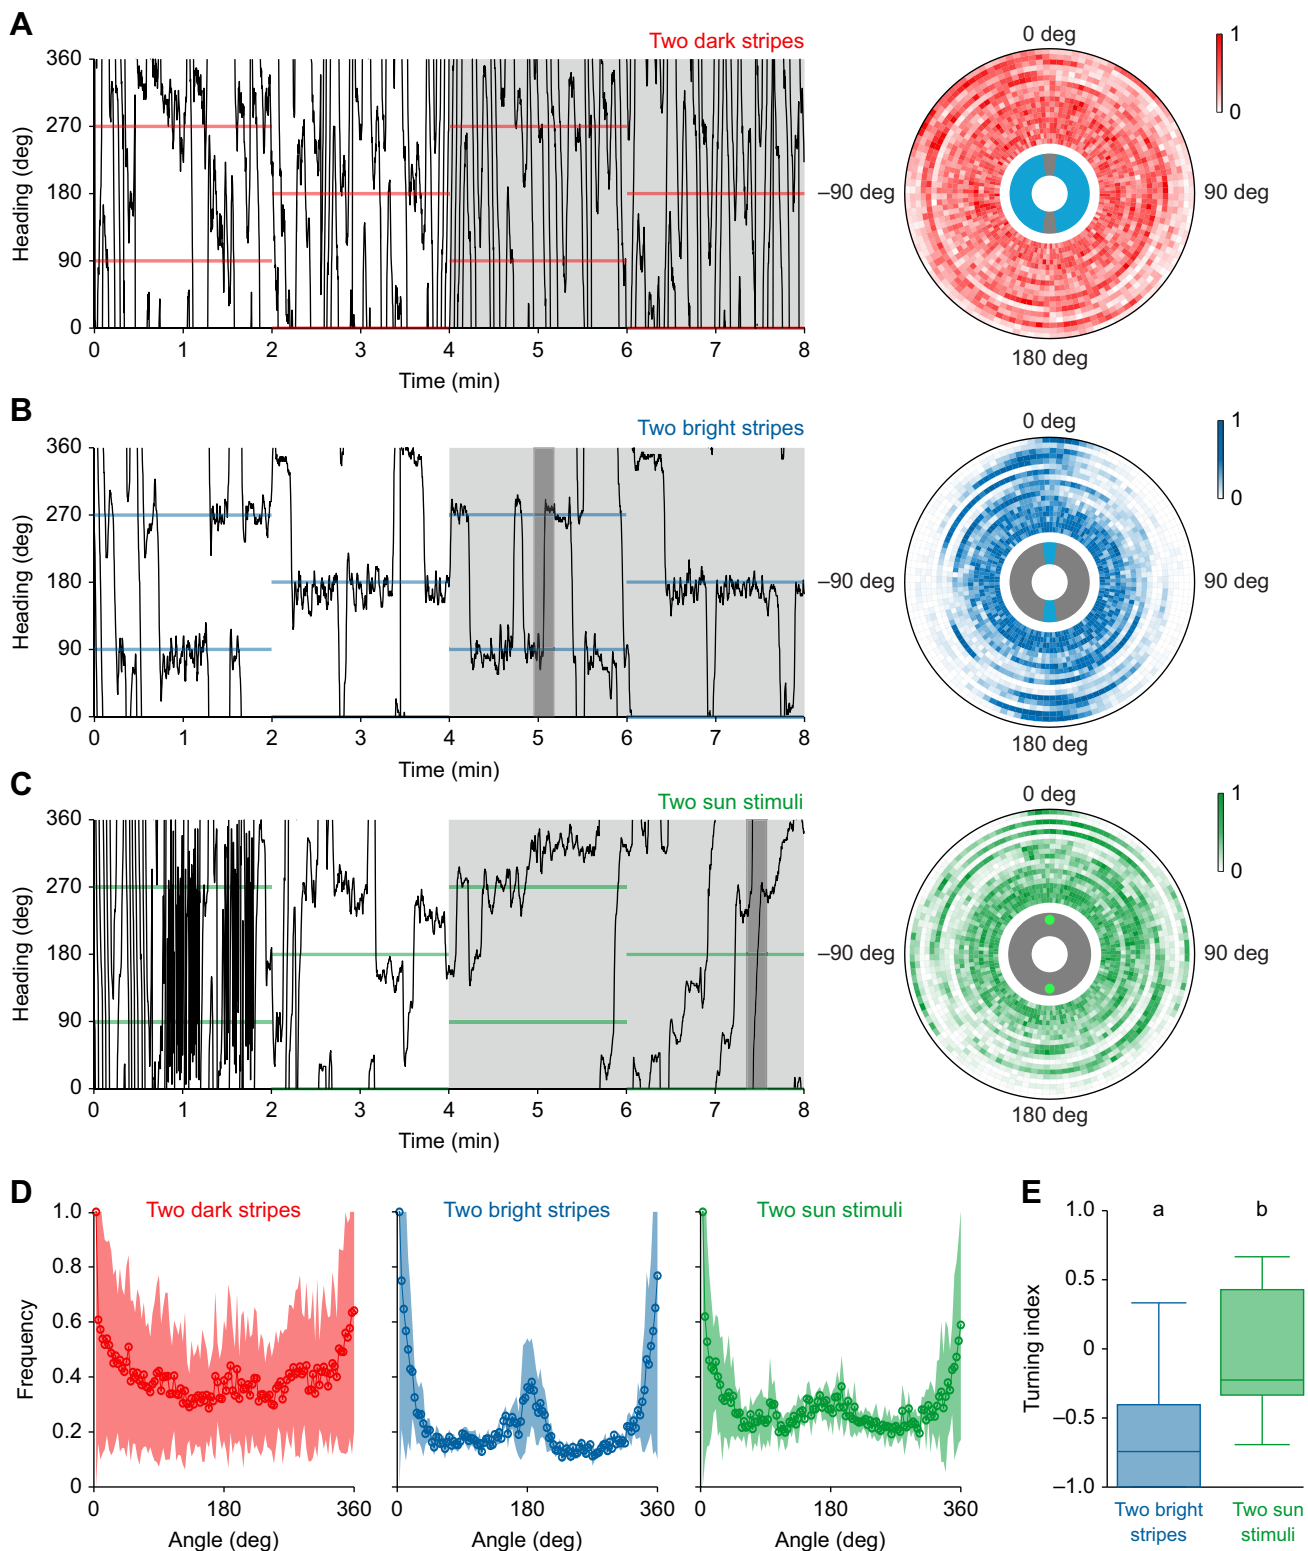 A
Two dark stripes
Heading (deg)
360
270
180
90
0
0 1 2 3 4 5 6 7 8
Time (min)
0 deg
–90 deg
90 deg
180 deg
1
0
B
Two bright stripes
Heading (deg)
360
270
180
90
0
0 1 2 3 4 5 6 7 8
Time (min)
0 deg
–90 deg
90 deg
180 deg
1
0
C
Two sun stimuli
Heading (deg)
360
270
180
90
0
0 1 2 3 4 5 6 7 8
Time (min)
0 deg
–90 deg
90 deg
180 deg
1
0
D
Two dark stripes
Two bright stripes
Two sun stimuli
Frequency
1.0
0.8
0.6
0.4
0.2
0
0 180 360
0 180 360
0 180 360
Angle (deg)
Angle (deg)
Angle (deg)
E
a b
Turning index
1.0
0.5
0
–0.5
–1.0
Two bright
stripes
Two sun
stimuli